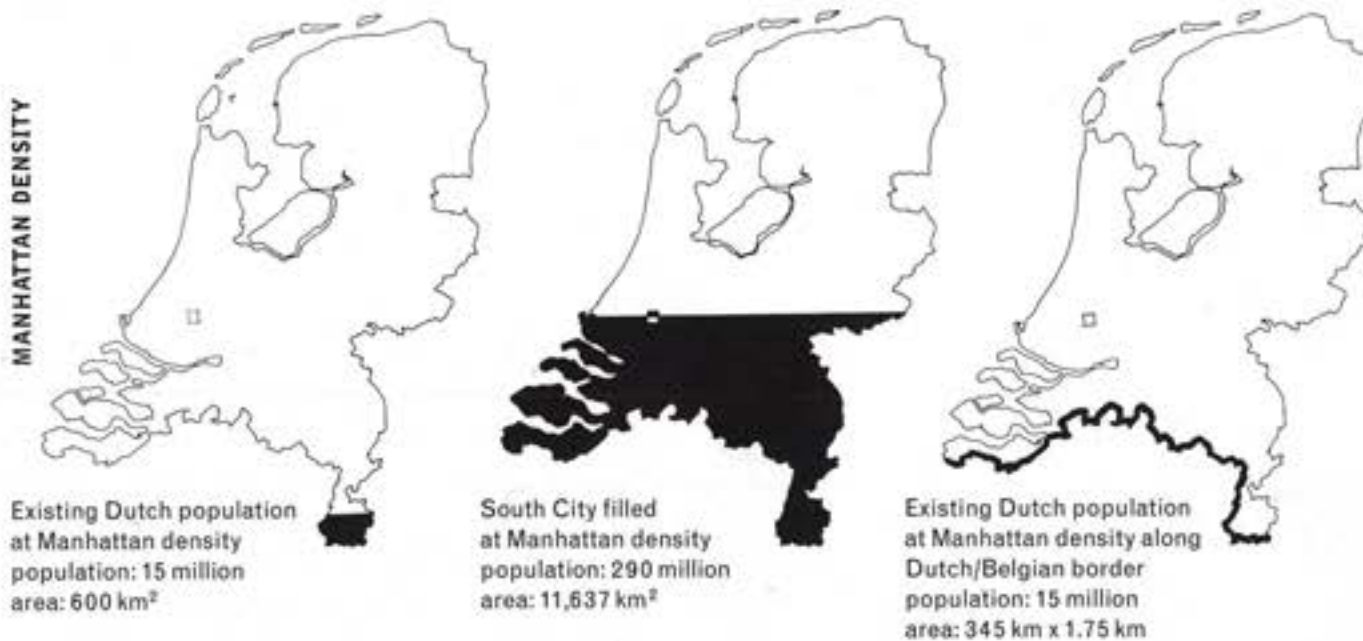 MANHATTAN DENSITY
Existing Dutch population
at Manhattan density
population: 15 million
area: 600 km²
South City filled
at Manhattan density
population: 290 million
area: 11,637 km²
Existing Dutch population
at Manhattan density along
Dutch/Belgian border
population: 15 million
area: 345 km x 1.75 km